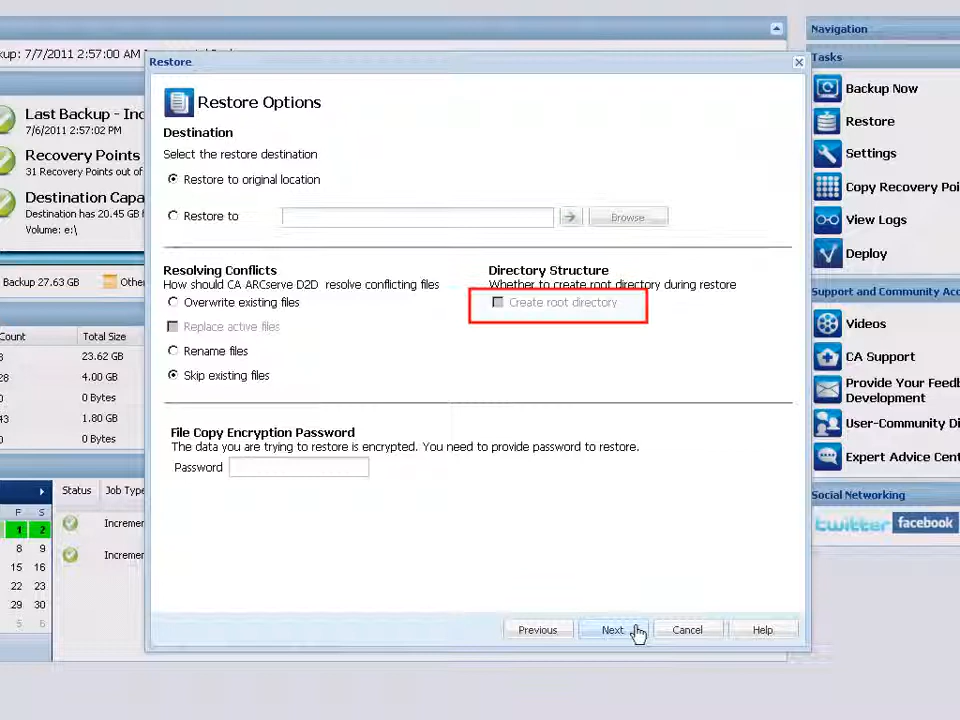 Navigation
kup: 7/7/2011 2:57:00 AM
Restore
Tasks
Restore Options
Backup Now
Last Backup - Inc
7/6/2011 2:57:02 PM
Destination
Restore
Select the restore destination
Recovery Points
31 Recovery Points out of
Settings
Restore to original location
Copy Recovery Poi
Destination Capa
Destination has 20.45 GB
Volume: e:\
Restore to
Browse
View Logs
Deploy
Resolving Conflicts
Directory Structure
How should CA ARCserve D2D resolve conflicting files
Whether to create root directory during restore
Backup 27.63 GB
Other
Support and Community Acc
Overwrite existing files
Create root directory
Replace active files
Videos
Count
Total Size
Rename files
CA Support
23.62 GB
28
4.00 GB
Skip existing files
Provide Your Feedb
Development
0
0 Bytes
43
1.80 GB
User-Community Di
0
0 Bytes
File Copy Encryption Password
The data you are trying to restore is encrypted. You need to provide password to restore.
Expert Advice Cent
Password
Status
Job Type
Social Networking
F S
1 2
Incremen
twitter
facebook
8 9
Incremen
15 16
22 23
29 30
5 6
Previous
Next
Cancel
Help